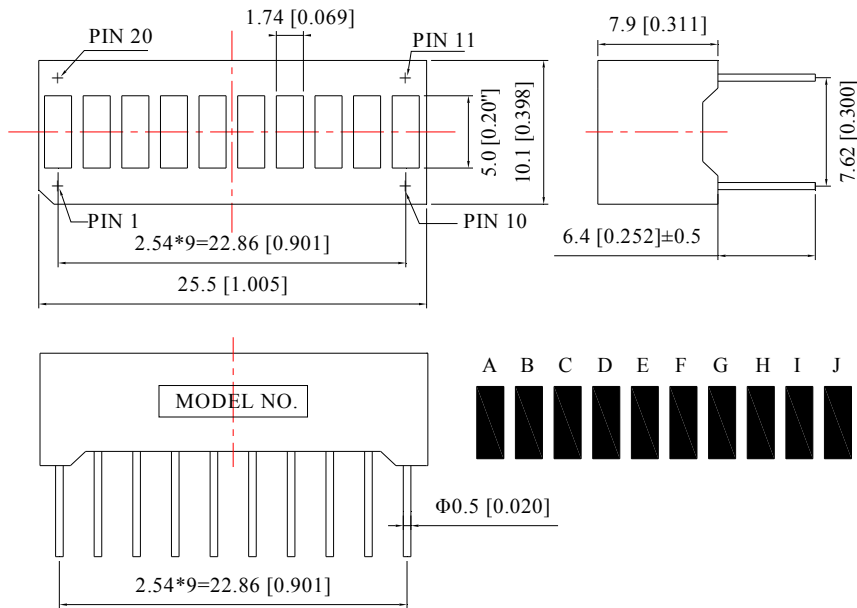 1.74 [0.069]
PIN 20
PIN 11
5.0 [0.20"]
10.1 [0.398]
PIN 1
PIN 10
2.54*9=22.86 [0.901]
25.5 [1.005]
7.9 [0.311]
7.62 [0.300]
6.4 [0.252]±0.5
MODEL NO.
Φ0.5 [0.020]
2.54*9=22.86 [0.901]
A B C D E F G H I J